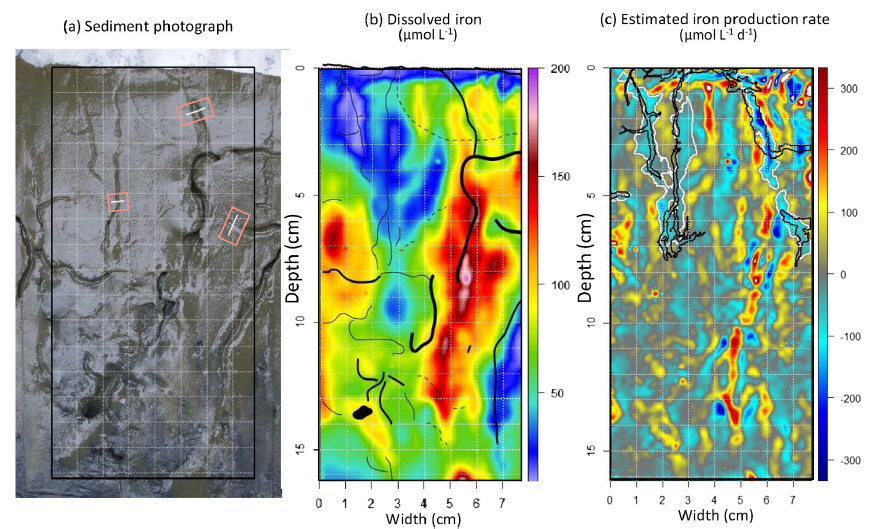 (a) Sediment photograph
(b) Dissolved iron
(µmol L-1)
(c) Estimated iron production rate
(µmol L-1 d-1)
0
5
10
15
Depth (cm)
0 1 2 3 4 5 6 7
Width (cm)
200
150
100
50
0
5
10
15
Depth (cm)
0 1 2 3 4 5 6 7
Width (cm)
300
200
100
0
-100
-200
-300